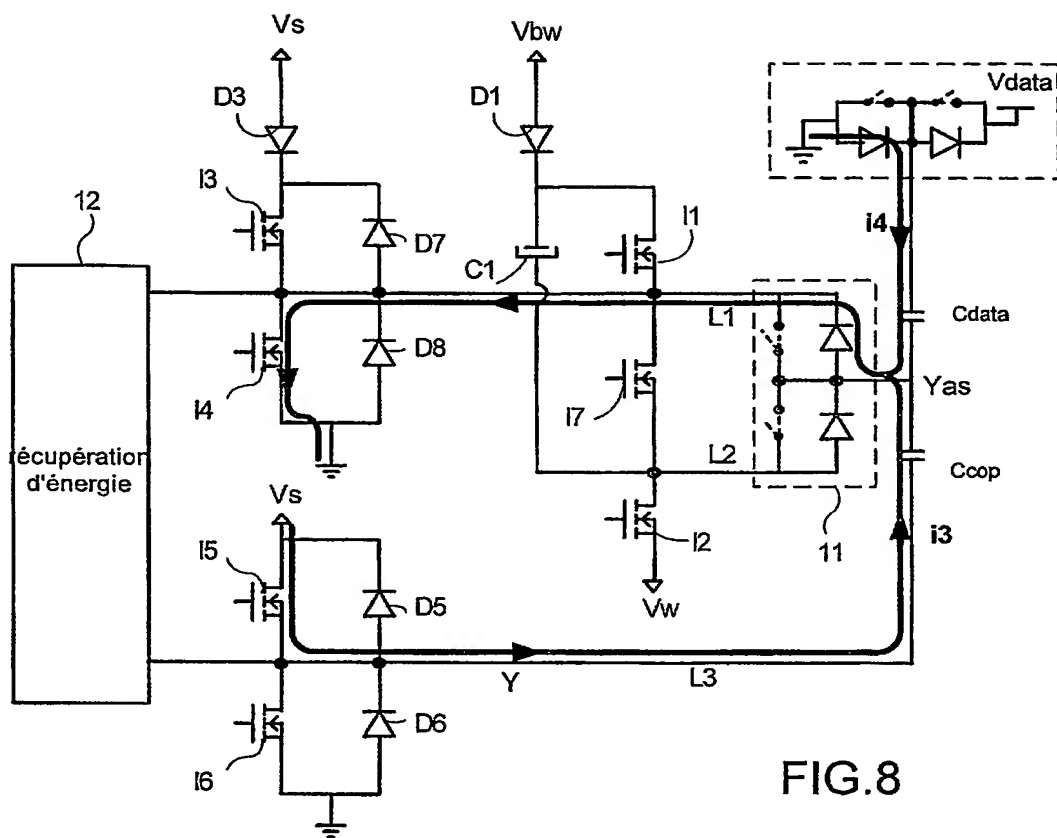 Vs
Vbw
Vdata
D3
D1
I3
12
D7
I1
C1
i4
L1
Cdata
I4
D8
I7
Yas
récupération
d'énergie
L2
Ccop
Vs
11
I5
D5
I2
i3
Vw
Y
L3
I6
D6
FIG.8